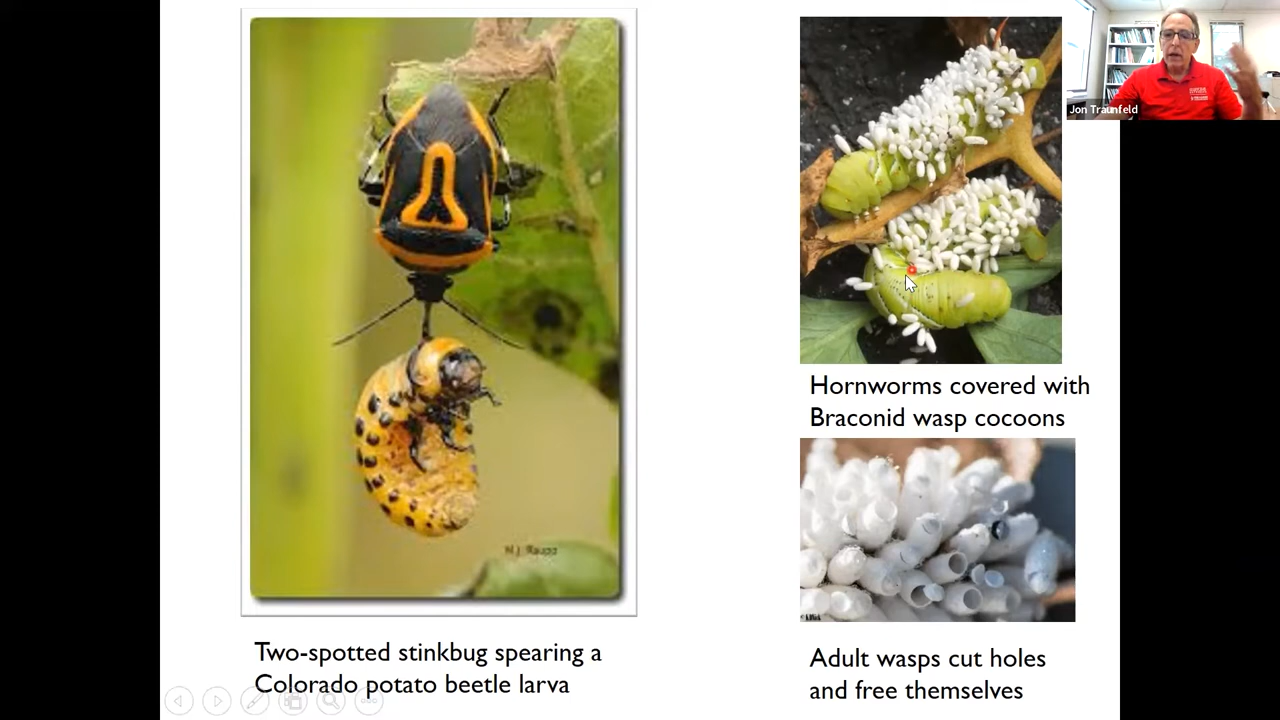 Jon Traunfeld
Hornworms covered with
Braconid wasp cocoons
M.J. Raupp
Two-spotted stinkbug spearing a
Colorado potato beetle larva
Adult wasps cut holes
and free themselves